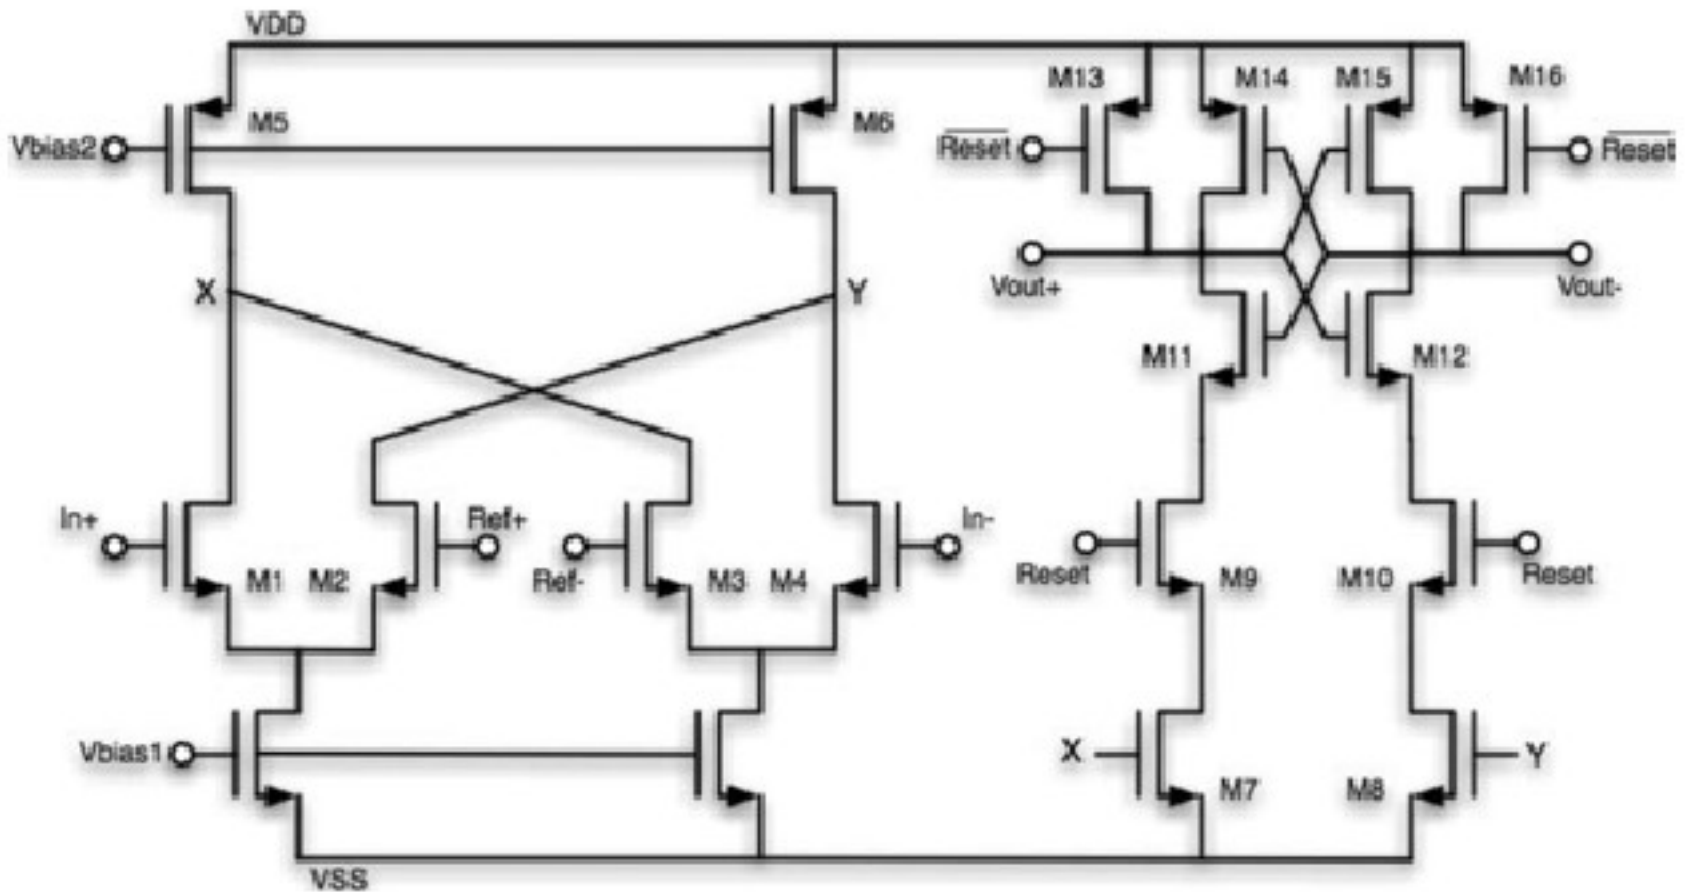 VDD
M13 M14 M15 M16
M5 M6
Vbias2 Reset Reset
X Y Vout+ Vout-
M11 M12
In+ Ref+ Ref- In-
M1 M2 M3 M4 Reset M9 M10 Reset
Vbias1 X Y
M7 M8
VSS